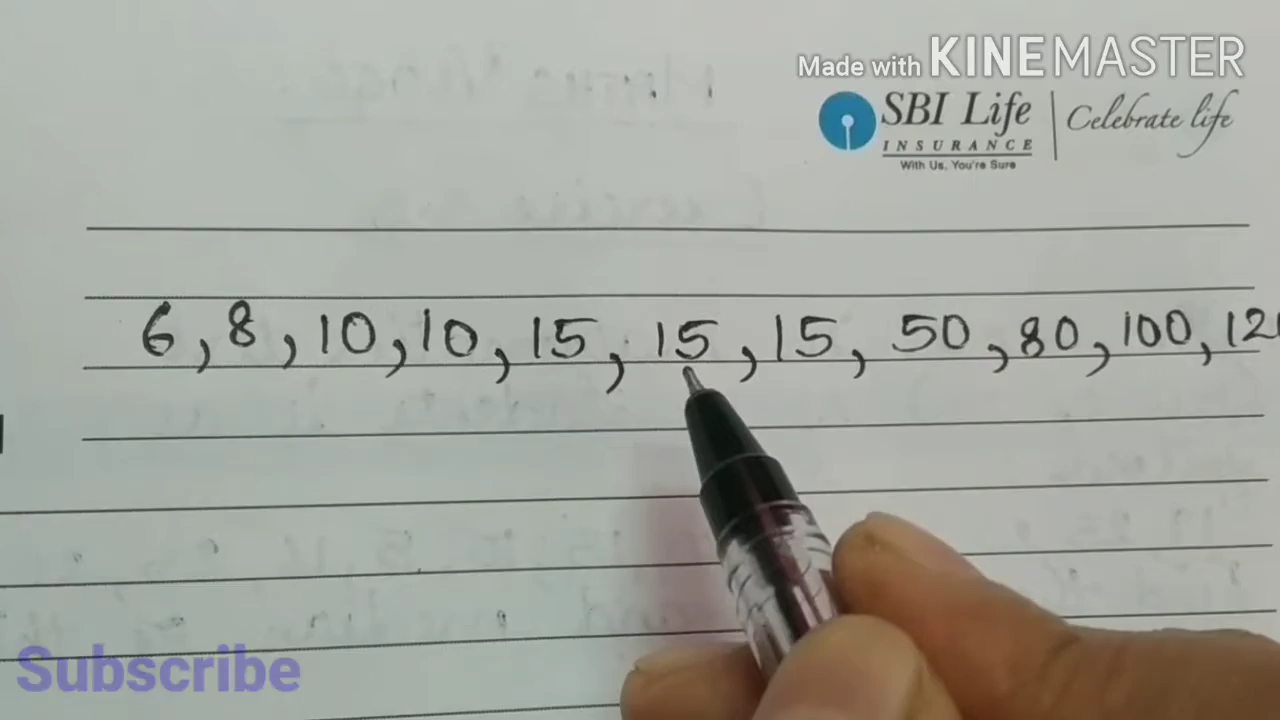 Made with KINEMASTER
SBI Life
INSURANCE
With Us, You're Sure
Celebrate life
6, 8, 10, 10, 15, 15, 15, 50, 80, 100, 12
Subscribe